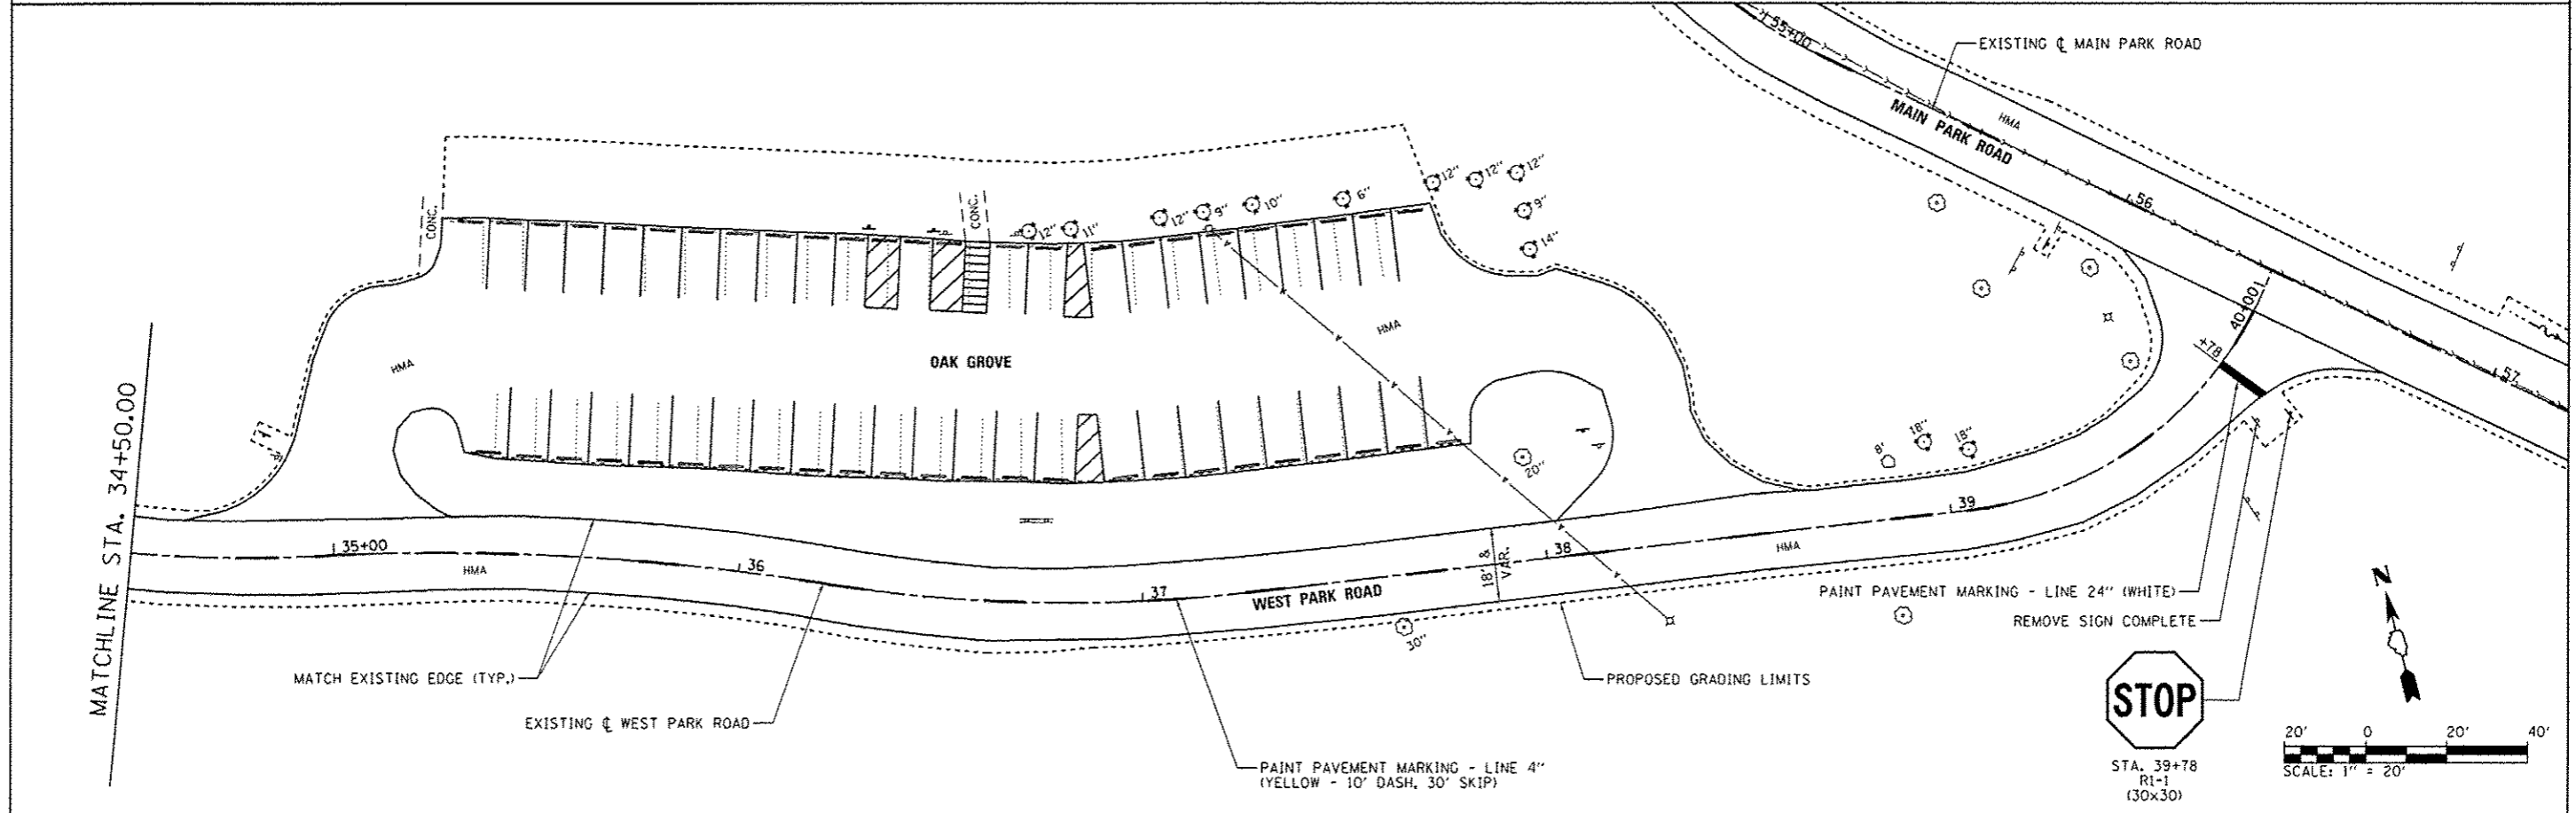 55+00
EXISTING ℄ MAIN PARK ROAD
MAIN PARK ROAD
HMA
56
57
CONC.
CONC.
12"
11"
12"
9"
10"
6"
12"
12"
12"
9"
14"
HMA
OAK GROVE
HMA
40+00
+78
MATCHLINE STA. 34+50.00
20"
8"
18"
18"
35+00
HMA
36
37
WEST PARK ROAD
18' &
VAR.
38
HMA
39
30"
MATCH EXISTING EDGE (TYP.)
EXISTING ℄ WEST PARK ROAD
PAINT PAVEMENT MARKING - LINE 4"
(YELLOW - 10' DASH, 30' SKIP)
PROPOSED GRADING LIMITS
PAINT PAVEMENT MARKING - LINE 24" (WHITE)
REMOVE SIGN COMPLETE
STOP
STA. 39+78
R1-1
(30x30)
N
20' 0 20' 40'
SCALE: 1" = 20'